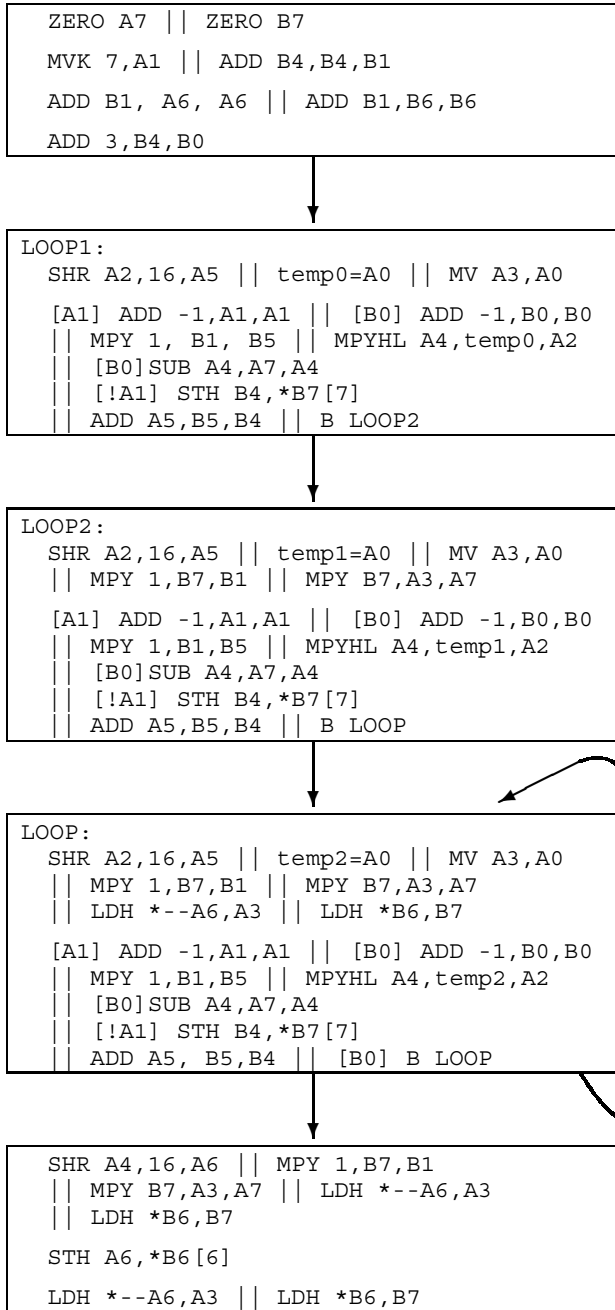 ZERO A7 || ZERO B7
MVK 7,A1 || ADD B4,B4,B1
ADD B1, A6, A6 || ADD B1,B6,B6
ADD 3,B4,B0
LOOP1:
SHR A2,16,A5 || temp0=A0 || MV A3,A0
[A1] ADD -1,A1,A1 || [B0] ADD -1,B0,B0
|| MPY 1, B1, B5 || MPYHL A4,temp0,A2
|| [B0]SUB A4,A7,A4
|| [!A1] STH B4,*B7[7]
|| ADD A5,B5,B4 || B LOOP2
LOOP2:
SHR A2,16,A5 || temp1=A0 || MV A3,A0
|| MPY 1,B7,B1 || MPY B7,A3,A7
[A1] ADD -1,A1,A1 || [B0] ADD -1,B0,B0
|| MPY 1,B1,B5 || MPYHL A4,temp1,A2
|| [B0]SUB A4,A7,A4
|| [!A1] STH B4,*B7[7]
|| ADD A5,B5,B4 || B LOOP
LOOP:
SHR A2,16,A5 || temp2=A0 || MV A3,A0
|| MPY 1,B7,B1 || MPY B7,A3,A7
|| LDH *--A6,A3 || LDH *B6,B7
[A1] ADD -1,A1,A1 || [B0] ADD -1,B0,B0
|| MPY 1,B1,B5 || MPYHL A4,temp2,A2
|| [B0]SUB A4,A7,A4
|| [!A1] STH B4,*B7[7]
|| ADD A5, B5,B4 || [B0] B LOOP
SHR A4,16,A6 || MPY 1,B7,B1
|| MPY B7,A3,A7 || LDH *--A6,A3
|| LDH *B6,B7
STH A6,*B6[6]
LDH *--A6,A3 || LDH *B6,B7